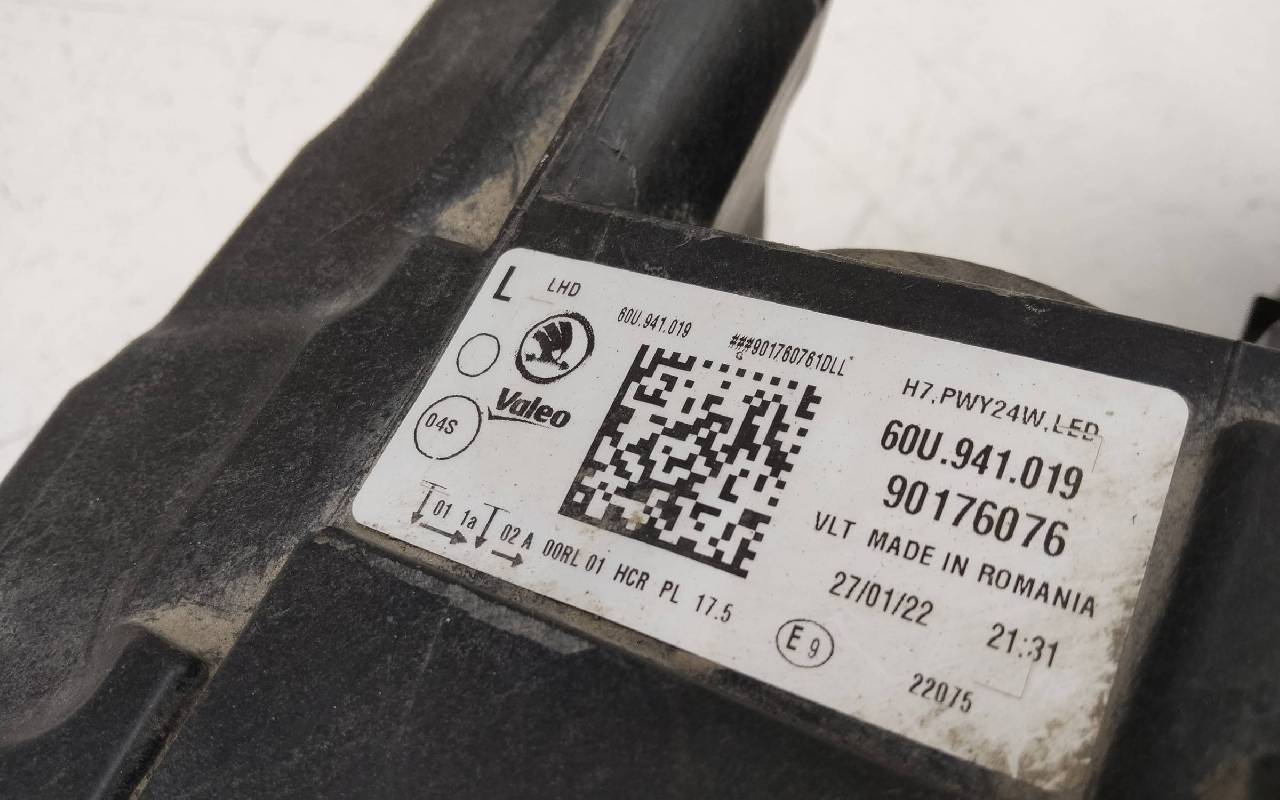 L LHD
60U.941.019
###901760761DLL*
04S
Valeo
H7,PWY24W,LED
60U.941.019
90176076
VLT MADE IN ROMANIA
27/01/22 21:31
22075
01 1a 02 A 00RL 01 HCR PL 17.5
E 9